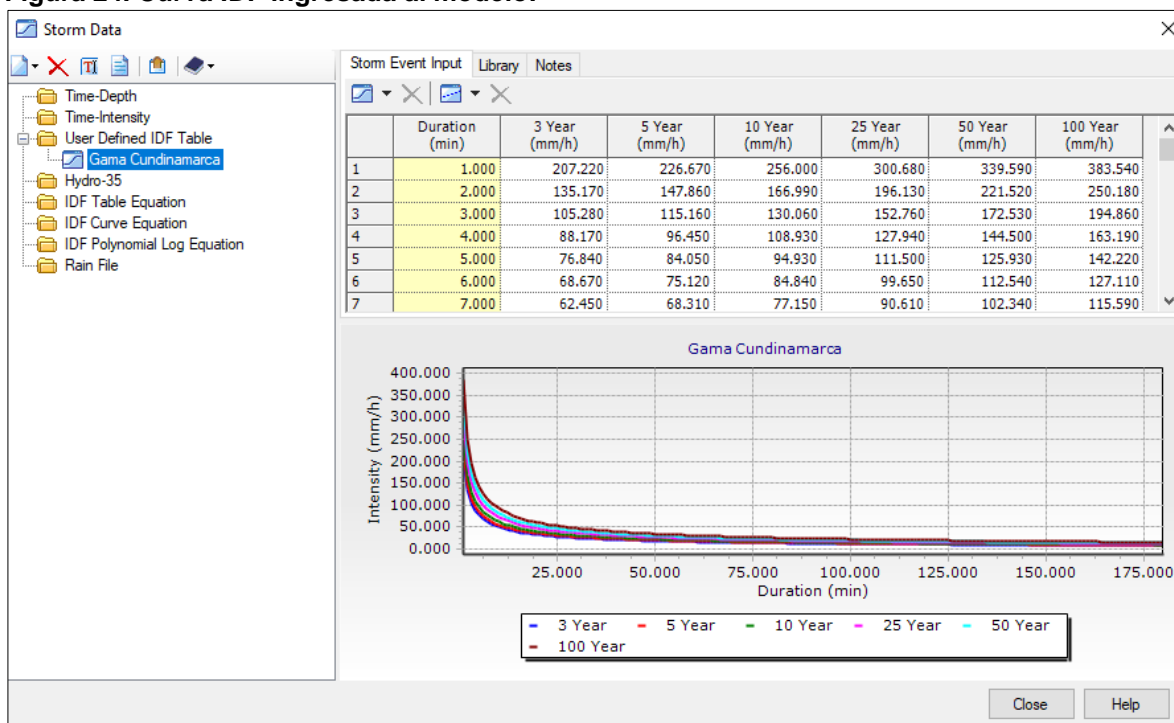 Figura 24. Curva IDF ingresada al modelo.
Storm Data
Storm Event Input Library Notes
Time-Depth
Time-Intensity
User Defined IDF Table
Gama Cundinamarca
Hydro-35
IDF Table Equation
IDF Curve Equation
IDF Polynomial Log Equation
Rain File
Duration (min) 3 Year (mm/h) 5 Year (mm/h) 10 Year (mm/h) 25 Year (mm/h) 50 Year (mm/h) 100 Year (mm/h)
1 1.000 207.220 226.670 256.000 300.680 339.590 383.540
2 2.000 135.170 147.860 166.990 196.130 221.520 250.180
3 3.000 105.280 115.160 130.060 152.760 172.530 194.860
4 4.000 88.170 96.450 108.930 127.940 144.500 163.190
5 5.000 76.840 84.050 94.930 111.500 125.930 142.220
6 6.000 68.670 75.120 84.840 99.650 112.540 127.110
7 7.000 62.450 68.310 77.150 90.610 102.340 115.590
Gama Cundinamarca
Intensity (mm/h)
400.000
350.000
300.000
250.000
200.000
150.000
100.000
50.000
0.000
25.000 50.000 75.000 100.000 125.000 150.000 175.000
Duration (min)
3 Year 5 Year 10 Year 25 Year 50 Year
100 Year
Close Help